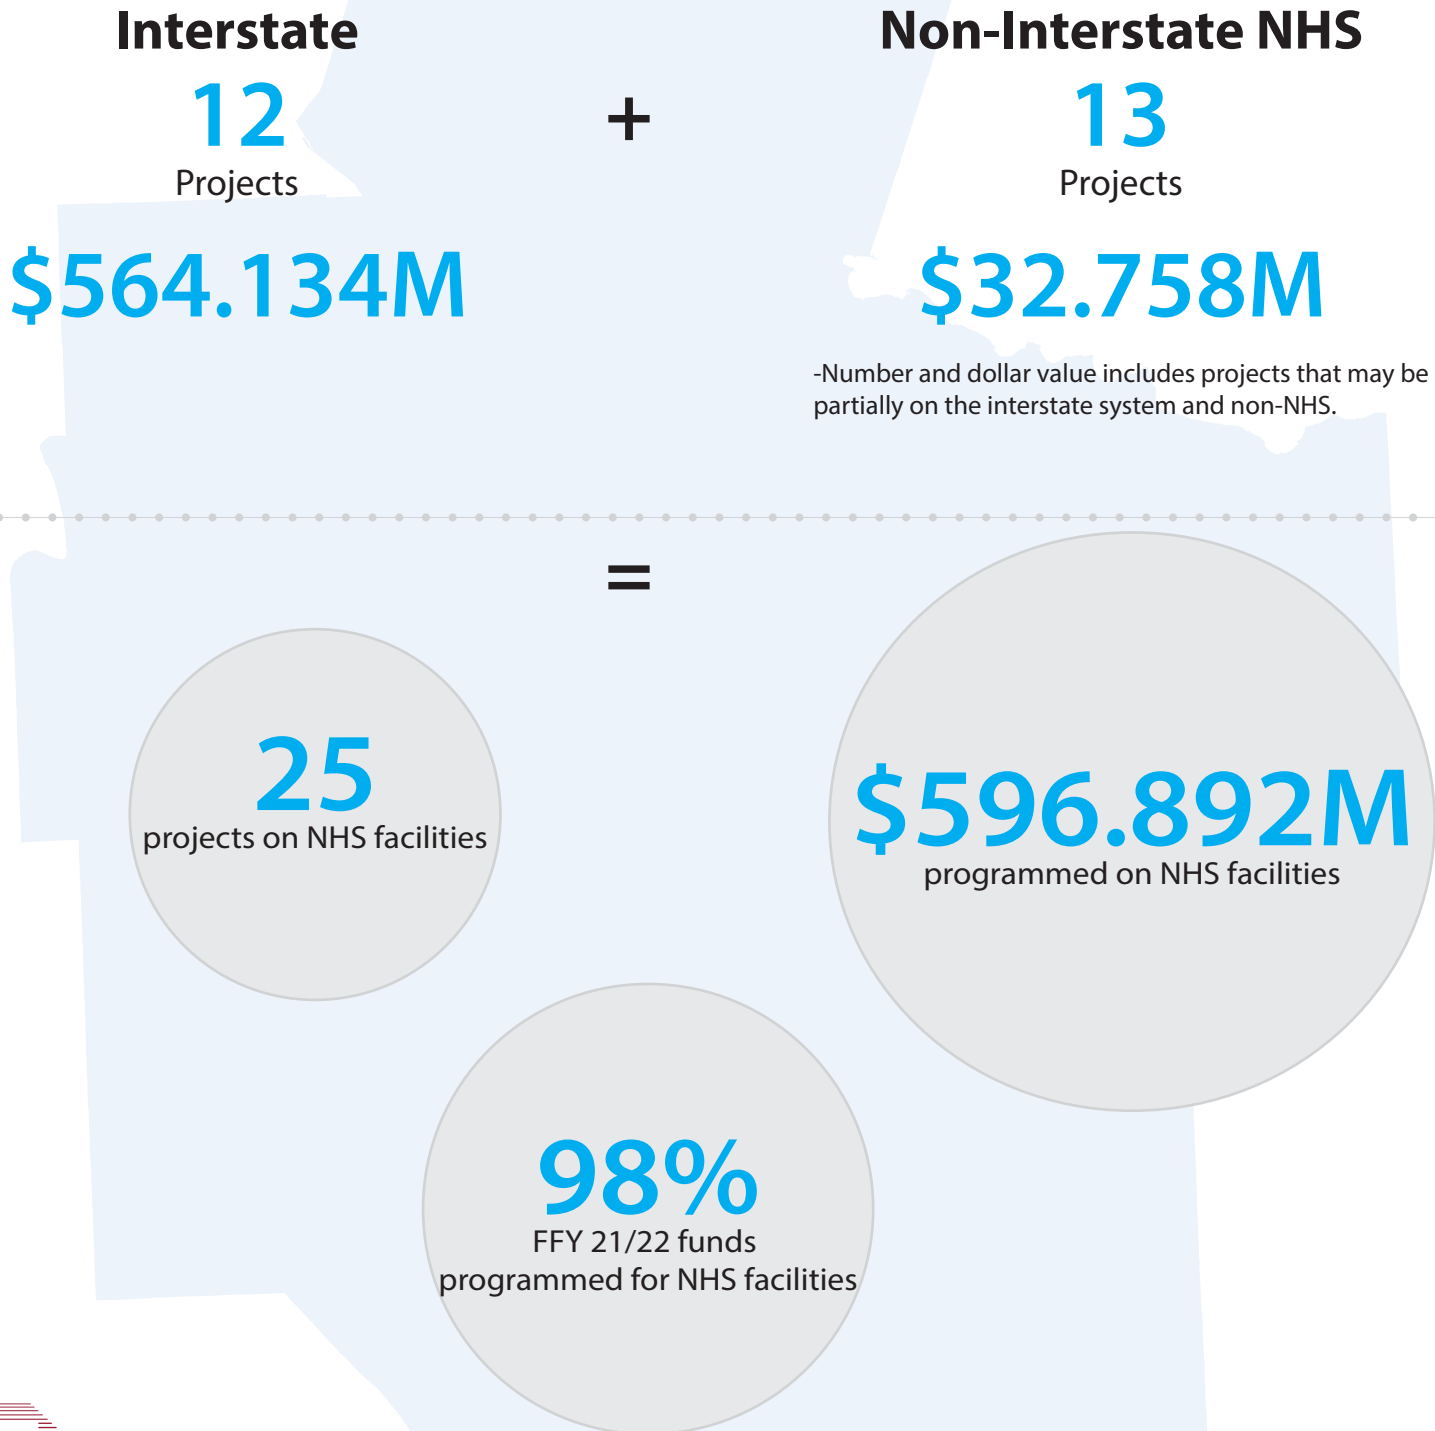 Interstate
12
Projects
$564.134M
+
Non-Interstate NHS
13
Projects
$32.758M
-Number and dollar value includes projects that may be
partially on the interstate system and non-NHS.
=
25
projects on NHS facilities
$596.892M
programmed on NHS facilities
98%
FFY 21/22 funds
programmed for NHS facilities